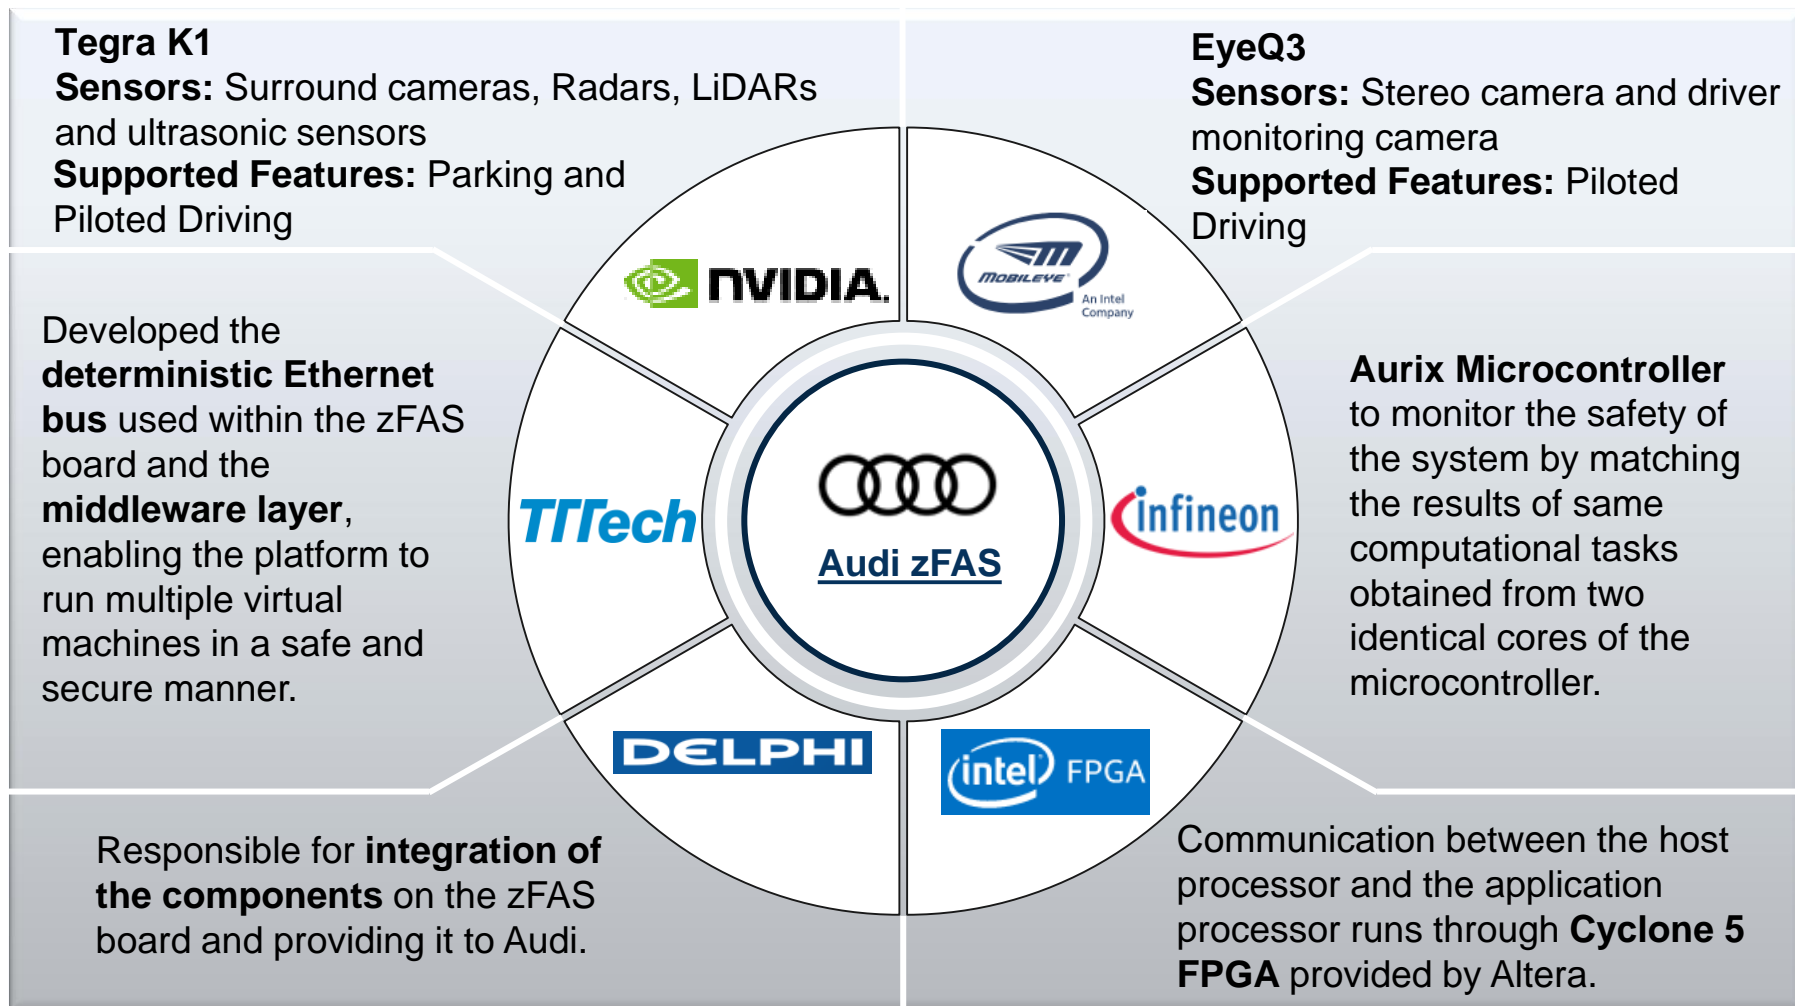 Tegra K1
Sensors: Surround cameras, Radars, LiDARs
and ultrasonic sensors
Supported Features: Parking and
Piloted Driving
EyeQ3
Sensors: Stereo camera and driver
monitoring camera
Supported Features: Piloted
Driving
NVIDIA.
MOBILEYE
An Intel
Company
Developed the
deterministic Ethernet
bus used within the zFAS
board and the
middleware layer,
enabling the platform to
run multiple virtual
machines in a safe and
secure manner.
TTTech
Audi zFAS
infineon
Aurix Microcontroller
to monitor the safety of
the system by matching
the results of same
computational tasks
obtained from two
identical cores of the
microcontroller.
DELPHI
intel FPGA
Responsible for integration of
the components on the zFAS
board and providing it to Audi.
Communication between the host
processor and the application
processor runs through Cyclone 5
FPGA provided by Altera.